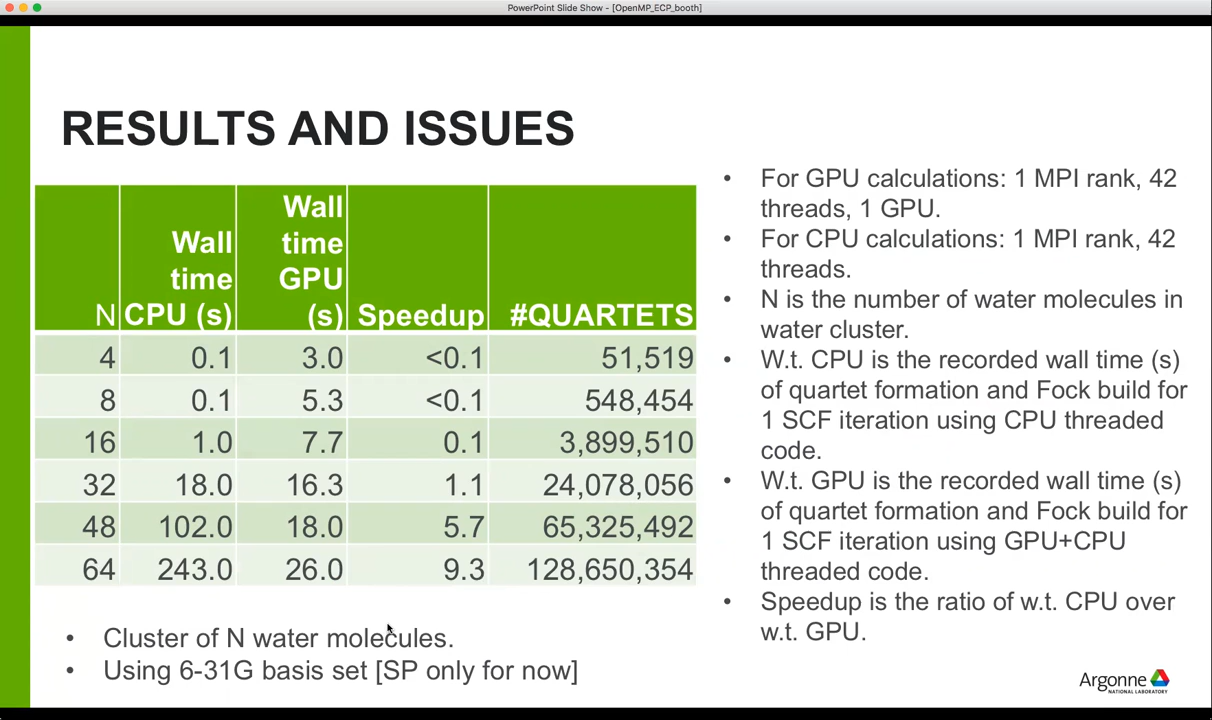 PowerPoint Slide Show - [OpenMP_ECP_booth]
RESULTS AND ISSUES
N Wall time CPU (s) Wall time GPU (s) Speedup #QUARTETS
4 0.1 3.0 <0.1 51,519
8 0.1 5.3 <0.1 548,454
16 1.0 7.7 0.1 3,899,510
32 18.0 16.3 1.1 24,078,056
48 102.0 18.0 5.7 65,325,492
64 243.0 26.0 9.3 128,650,354
• Cluster of N water molecules.
• Using 6-31G basis set [SP only for now]
• For GPU calculations: 1 MPI rank, 42
threads, 1 GPU.
• For CPU calculations: 1 MPI rank, 42
threads.
• N is the number of water molecules in
water cluster.
• W.t. CPU is the recorded wall time (s)
of quartet formation and Fock build for
1 SCF iteration using CPU threaded
code.
• W.t. GPU is the recorded wall time (s)
of quartet formation and Fock build for
1 SCF iteration using GPU+CPU
threaded code.
• Speedup is the ratio of w.t. CPU over
w.t. GPU.
Argonne
NATIONAL LABORATORY